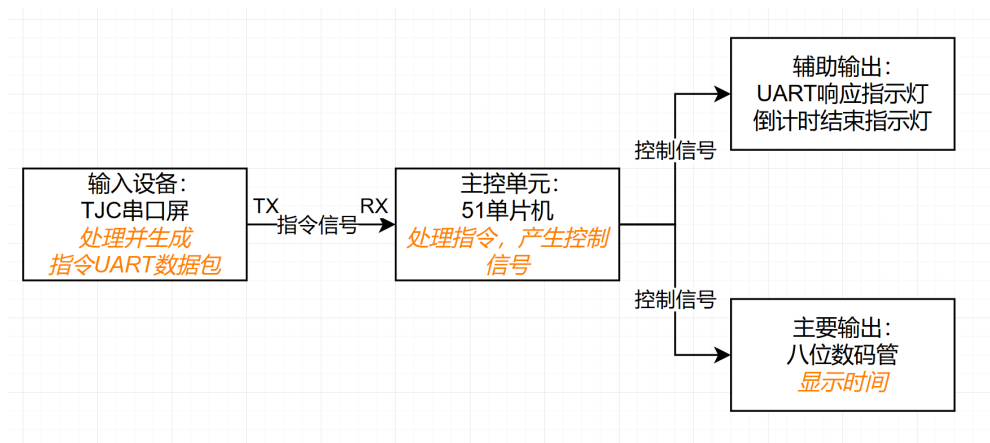 输入设备：
TJC串口屏
处理并生成
指令UART数据包
TX
指令信号
RX
主控单元：
51单片机
处理指令，产生控制
信号
控制信号
辅助输出：
UART响应指示灯
倒计时结束指示灯
控制信号
主要输出：
八位数码管
显示时间